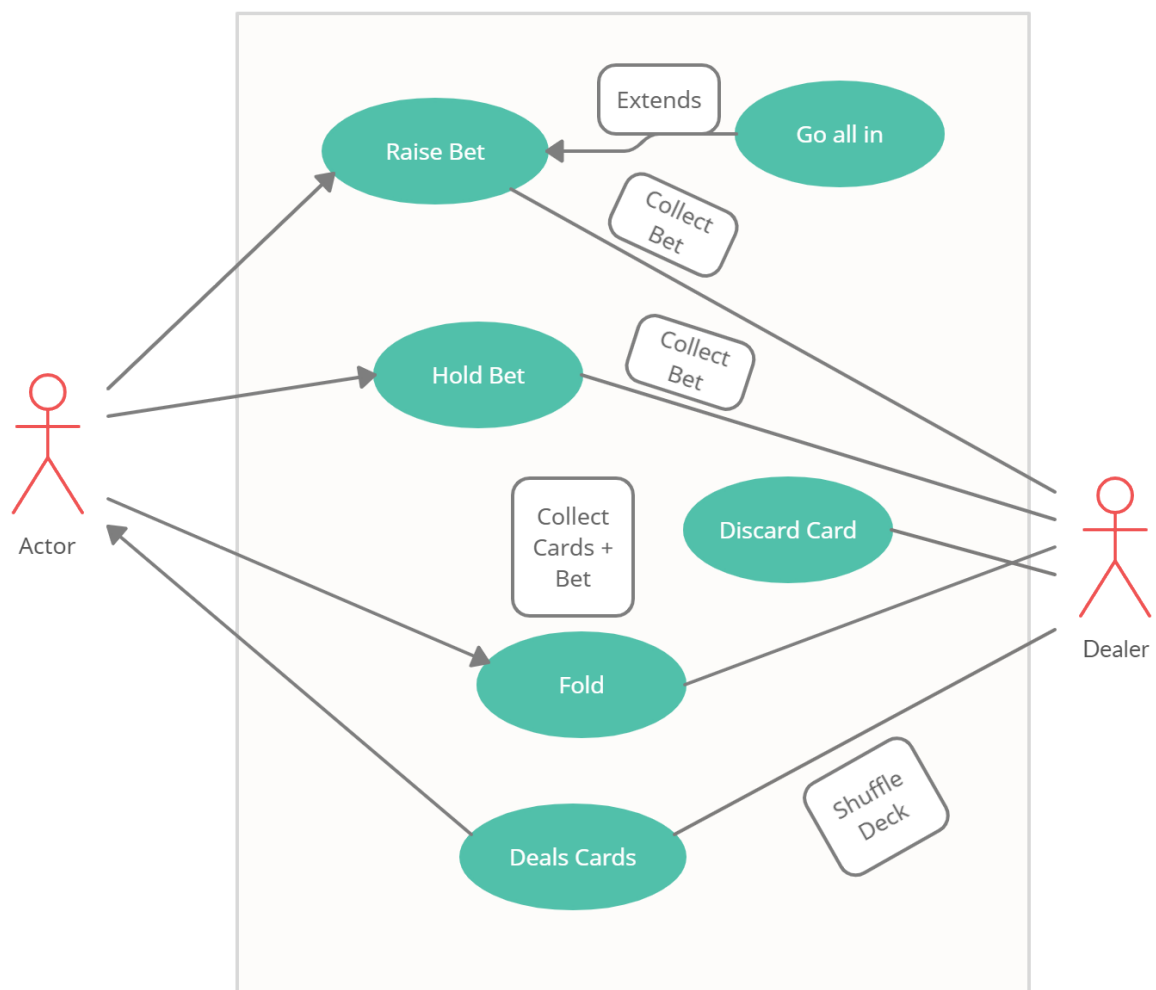 Extends
Go all in
Raise Bet
Collect
Bet
Collect
Bet
Hold Bet
Collect
Cards +
Bet
Discard Card
Actor
Dealer
Fold
Shuffle
Deck
Deals Cards